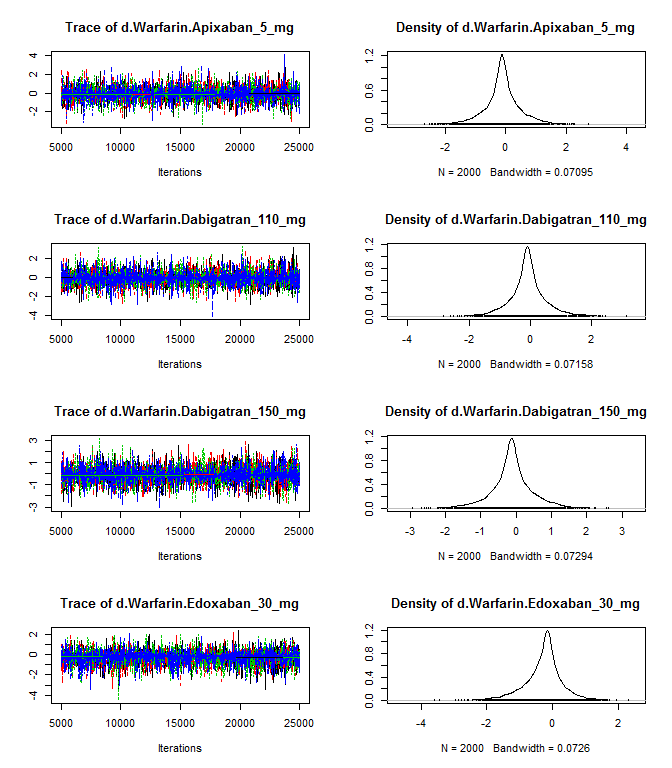 Trace of d.Warfarin.Apixaban_5_mg
4
2
0
-2
5000 10000 15000 20000 25000
Iterations
Density of d.Warfarin.Apixaban_5_mg
1.2
0.6
0.0
-2 0 2 4
N = 2000 Bandwidth = 0.07095
Trace of d.Warfarin.Dabigatran_110_mg
2
0
-2
-4
5000 10000 15000 20000 25000
Iterations
Density of d.Warfarin.Dabigatran_110_mg
1.2
0.8
0.4
0.0
-4 -2 0 2
N = 2000 Bandwidth = 0.07158
Trace of d.Warfarin.Dabigatran_150_mg
3
1
-1
-3
5000 10000 15000 20000 25000
Iterations
Density of d.Warfarin.Dabigatran_150_mg
1.2
0.8
0.4
0.0
-3 -2 -1 0 1 2 3
N = 2000 Bandwidth = 0.07294
Trace of d.Warfarin.Edoxaban_30_mg
2
0
-2
-4
5000 10000 15000 20000 25000
Iterations
Density of d.Warfarin.Edoxaban_30_mg
1.2
0.8
0.4
0.0
-4 -2 0 2
N = 2000 Bandwidth = 0.0726